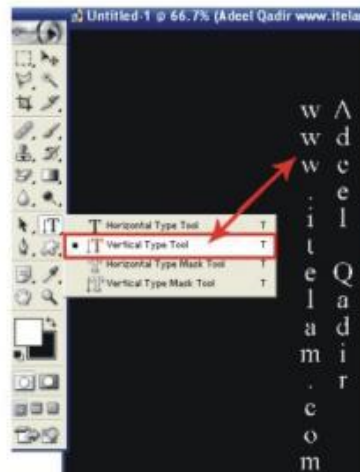 Untitled-1 @ 66.7% (Adeel Qadir www.itela
T Horizontal Type Tool T
T Vertical Type Tool T
Horizontal Type Mask Tool T
Vertical Type Mask Tool T
Adeel Qadir
www.itelam.com